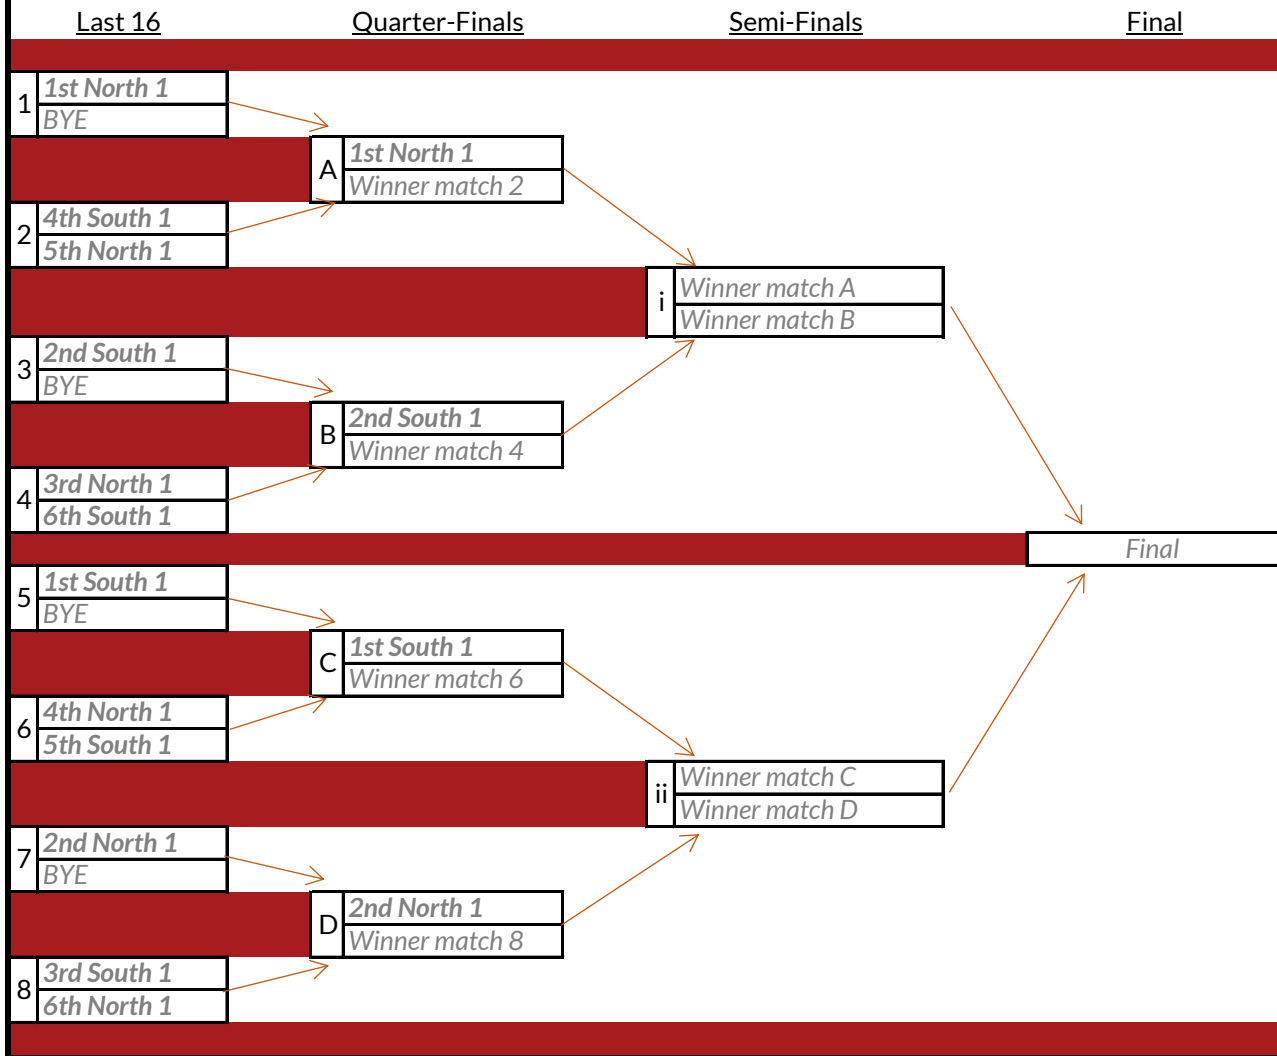 Last 16 Quarter-Finals Semi-Finals Final
1 1st North 1
BYE
A 1st North 1
Winner match 2
2 4th South 1
5th North 1
i Winner match A
Winner match B
3 2nd South 1
BYE
B 2nd South 1
Winner match 4
4 3rd North 1
6th South 1
Final
5 1st South 1
BYE
C 1st South 1
Winner match 6
6 4th North 1
5th South 1
ii Winner match C
Winner match D
7 2nd North 1
BYE
D 2nd North 1
Winner match 8
8 3rd South 1
6th North 1